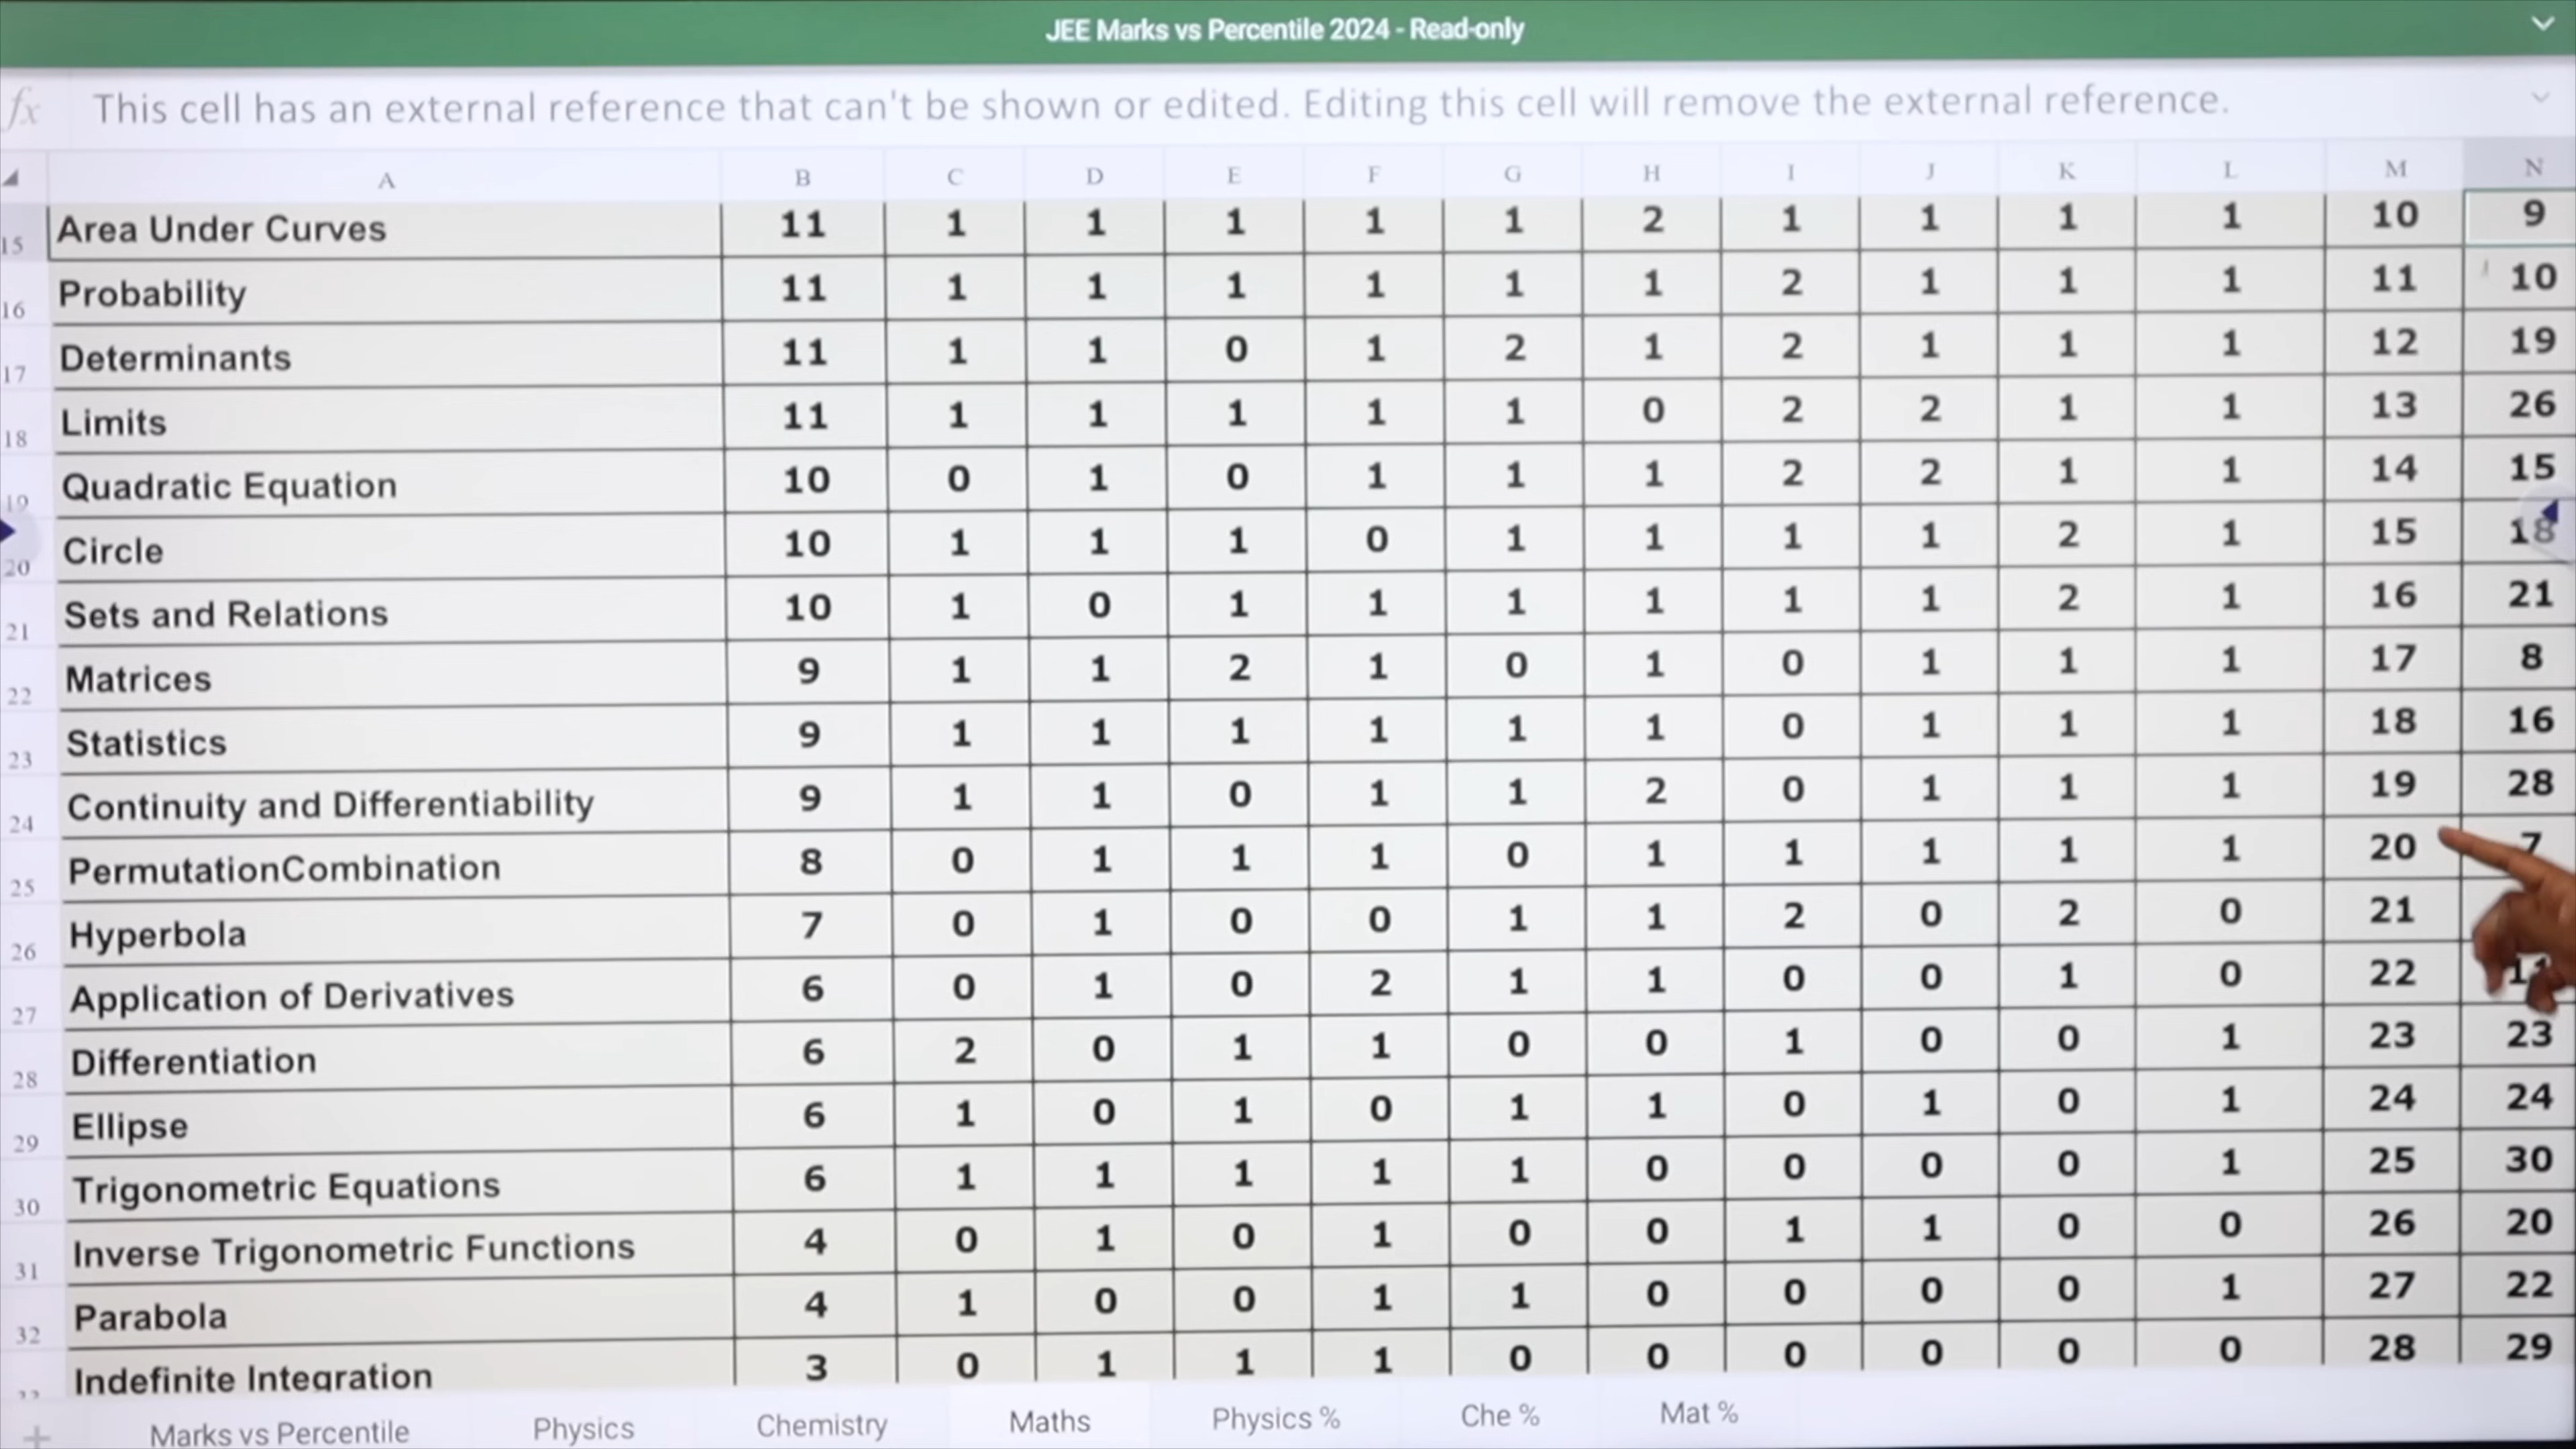 JEE Marks vs Percentile 2024 - Read-only
fx This cell has an external reference that can't be shown or edited. Editing this cell will remove the external reference.
A B C D E F G H I J K L M N
15 Area Under Curves 11 1 1 1 1 1 2 1 1 1 1 10 9
16 Probability 11 1 1 1 1 1 1 2 1 1 1 11 10
17 Determinants 11 1 1 0 1 2 1 2 1 1 1 12 19
18 Limits 11 1 1 1 1 1 0 2 2 1 1 13 26
19 Quadratic Equation 10 0 1 0 1 1 1 2 2 1 1 14 15
20 Circle 10 1 1 1 0 1 1 1 1 2 1 15 18
21 Sets and Relations 10 1 0 1 1 1 1 1 1 2 1 16 21
22 Matrices 9 1 1 2 1 0 1 0 1 1 1 17 8
23 Statistics 9 1 1 1 1 1 1 0 1 1 1 18 16
24 Continuity and Differentiability 9 1 1 0 1 1 2 0 1 1 1 19 28
25 PermutationCombination 8 0 1 1 1 0 1 1 1 1 1 20 7
26 Hyperbola 7 0 1 0 0 1 1 2 0 2 0 21
27 Application of Derivatives 6 0 1 0 2 1 1 0 0 1 0 22
28 Differentiation 6 2 0 1 1 0 0 1 0 0 1 23 23
29 Ellipse 6 1 0 1 0 1 1 0 1 0 1 24 24
30 Trigonometric Equations 6 1 1 1 1 1 0 0 0 0 1 25 30
31 Inverse Trigonometric Functions 4 0 1 0 1 0 0 1 1 0 0 26 20
32 Parabola 4 1 0 0 1 1 0 0 0 0 1 27 22
Indefinite Integration 3 0 1 1 1 0 0 0 0 0 0 28 29
+ Marks vs Percentile Physics Chemistry Maths Physics % Che % Mat %